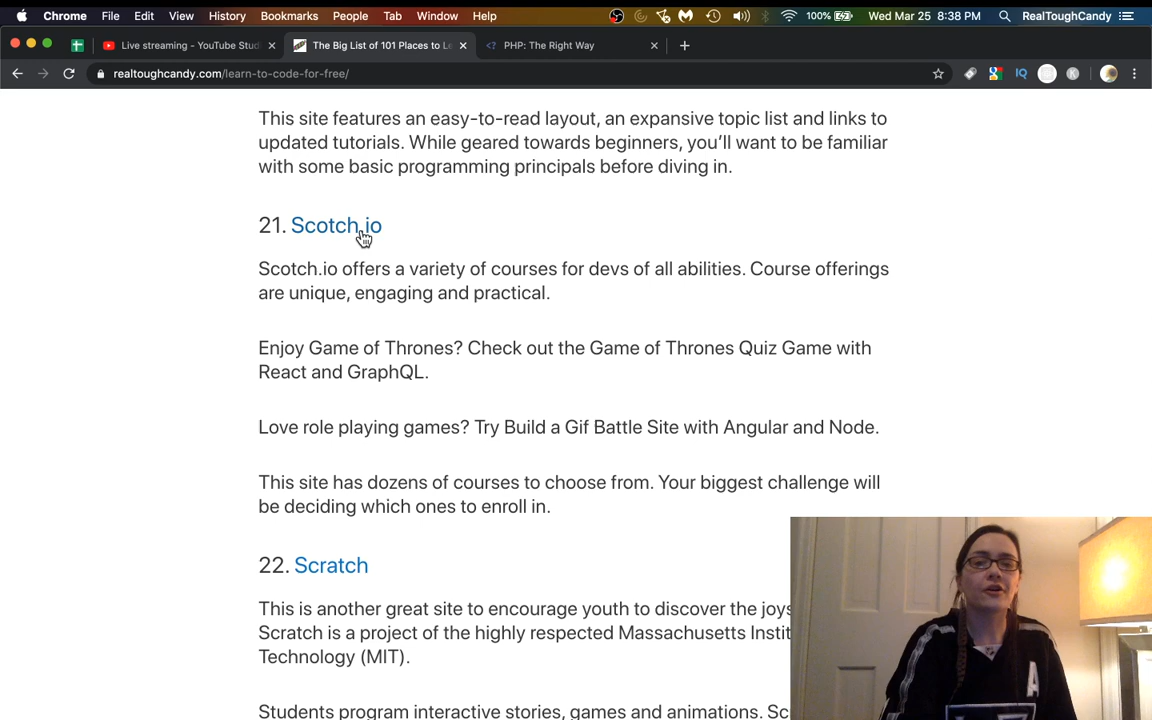 Chrome File Edit View History Bookmarks People Tab Window Help 100% Wed Mar 25 8:38 PM RealToughCandy
Live streaming - YouTube Stud The Big List of 101 Places to Le PHP: The Right Way
realtoughcandy.com/learn-to-code-for-free/
This site features an easy-to-read layout, an expansive topic list and links to
updated tutorials. While geared towards beginners, you'll want to be familiar
with some basic programming principals before diving in.
21. Scotch.io
Scotch.io offers a variety of courses for devs of all abilities. Course offerings
are unique, engaging and practical.
Enjoy Game of Thrones? Check out the Game of Thrones Quiz Game with
React and GraphQL.
Love role playing games? Try Build a Gif Battle Site with Angular and Node.
This site has dozens of courses to choose from. Your biggest challenge will
be deciding which ones to enroll in.
22. Scratch
This is another great site to encourage youth to discover the joys
Scratch is a project of the highly respected Massachusetts Instit
Technology (MIT).
Students program interactive stories, games and animations. Sc
IQ
K
A